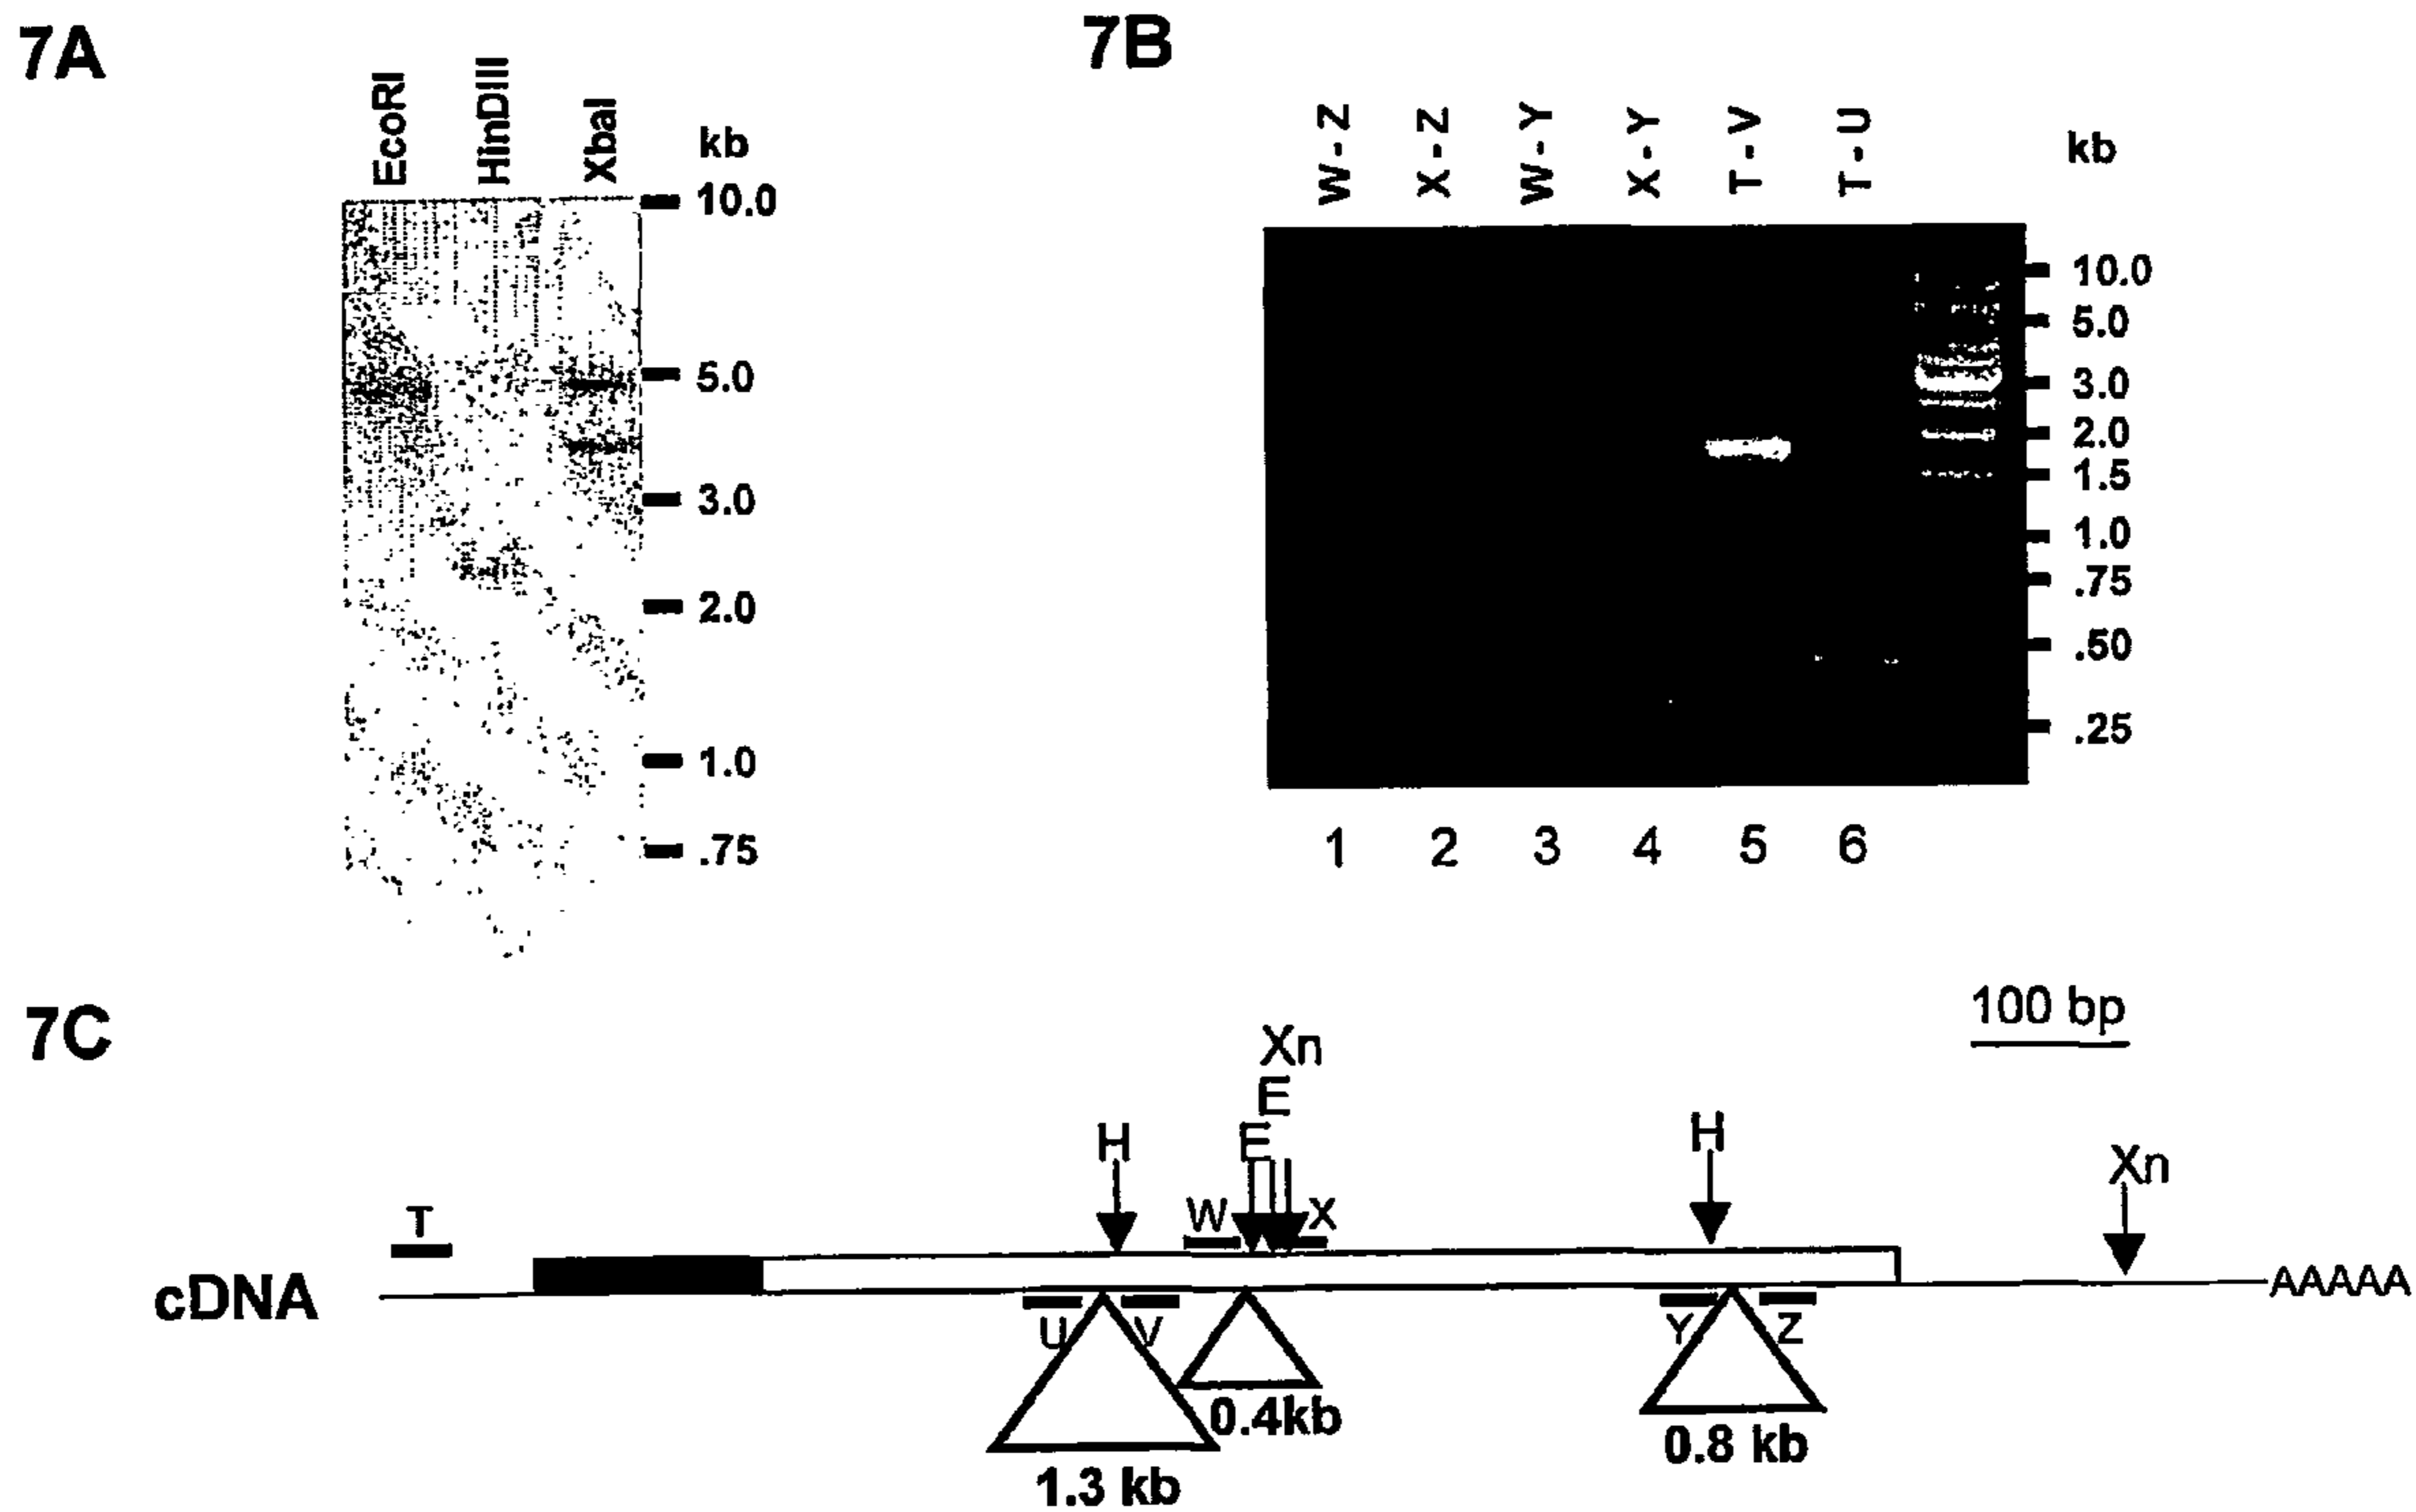 7A
EcoRI HinDIII XbaI kb
10.0
5.0
3.0
2.0
1.0
.75
7B
W - Z X - Z W - Y X - Y T - V T - U kb
10.0
5.0
3.0
2.0
1.5
1.0
.75
.50
.25
1 2 3 4 5 6
7C
100 bp
Xn
E
H E H Xn
T W X
cDNA AAAAA
U V Y Z
0.4kb
0.8 kb
1.3 kb